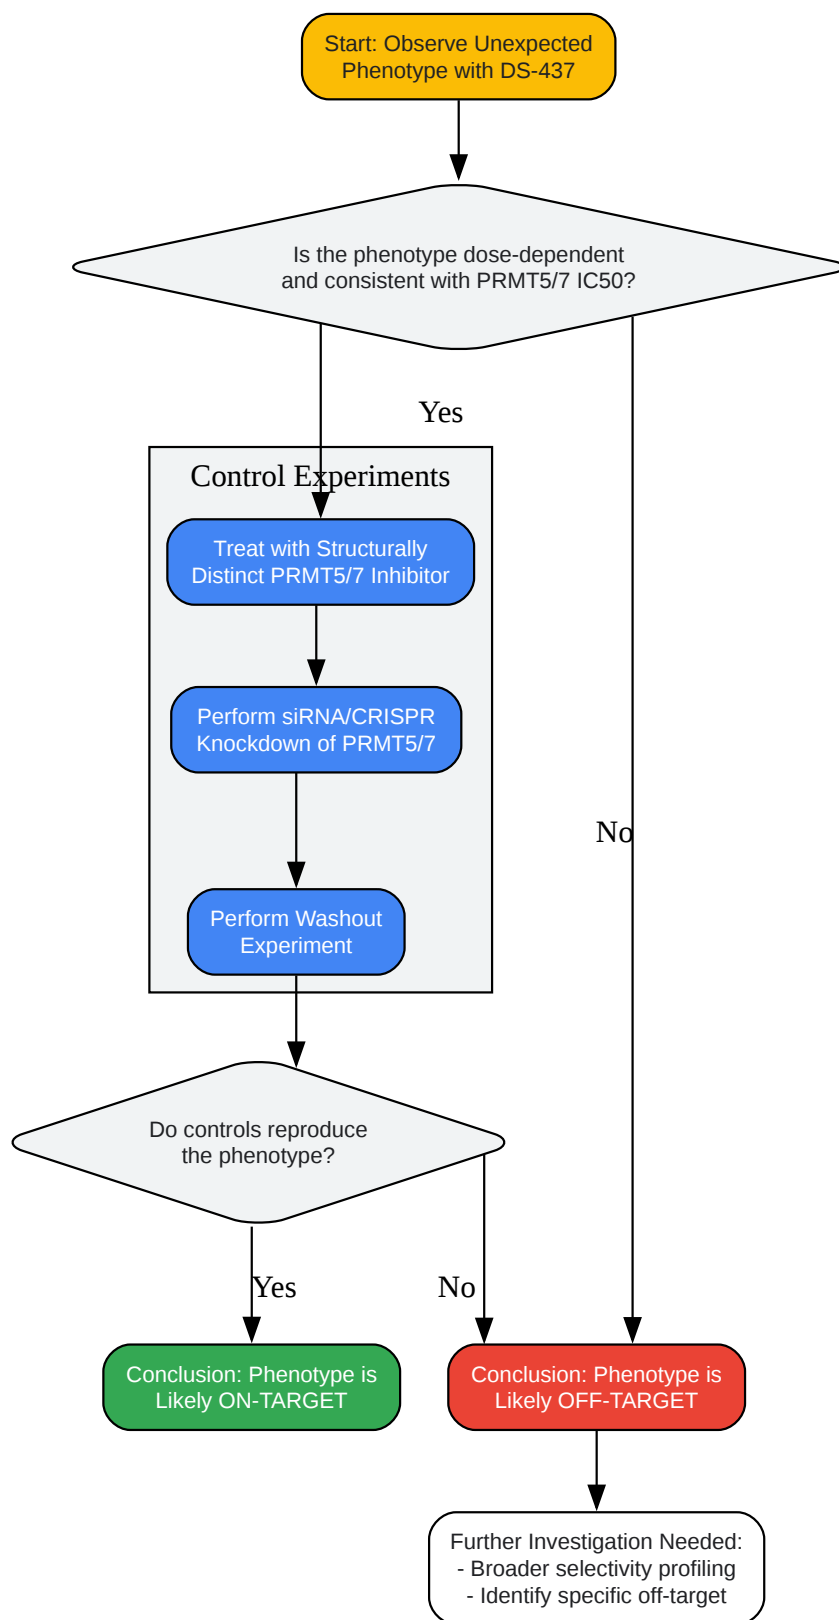 Start: Observe Unexpected
Phenotype with DS-437
Is the phenotype dose-dependent
and consistent with PRMT5/7 IC50?
Yes
Control Experiments
Treat with Structurally
Distinct PRMT5/7 Inhibitor
Perform siRNA/CRISPR
Knockdown of PRMT5/7
No
Perform Washout
Experiment
Do controls reproduce
the phenotype?
Yes
No
Conclusion: Phenotype is
Likely ON-TARGET
Conclusion: Phenotype is
Likely OFF-TARGET
Further Investigation Needed:
- Broader selectivity profiling
- Identify specific off-target